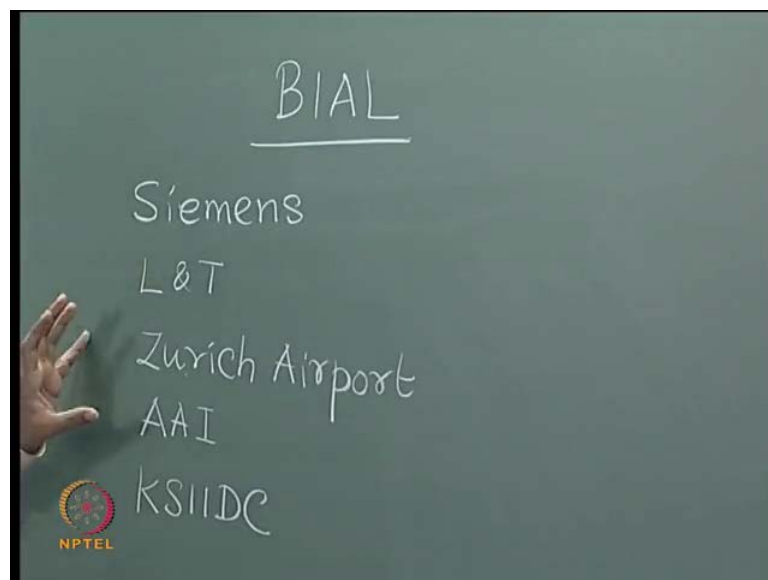 BIAL
Siemens
L&T
Zurich Airport
AAI
KSIIDC
NPTEL